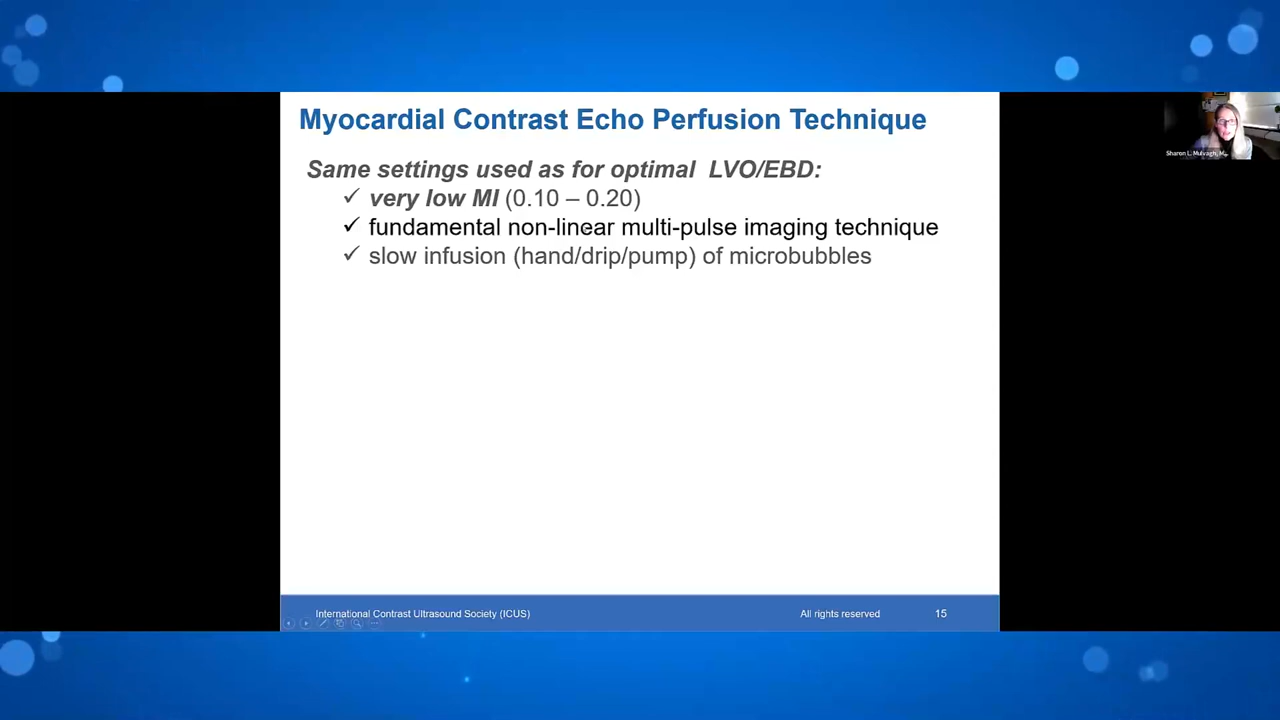 Myocardial Contrast Echo Perfusion Technique
Same settings used as for optimal LVO/EBD:
✓ very low MI (0.10 – 0.20)
✓ fundamental non-linear multi-pulse imaging technique
✓ slow infusion (hand/drip/pump) of microbubbles
Sharon L. Mulvagh, M...
International Contrast Ultrasound Society (ICUS)
All rights reserved
15